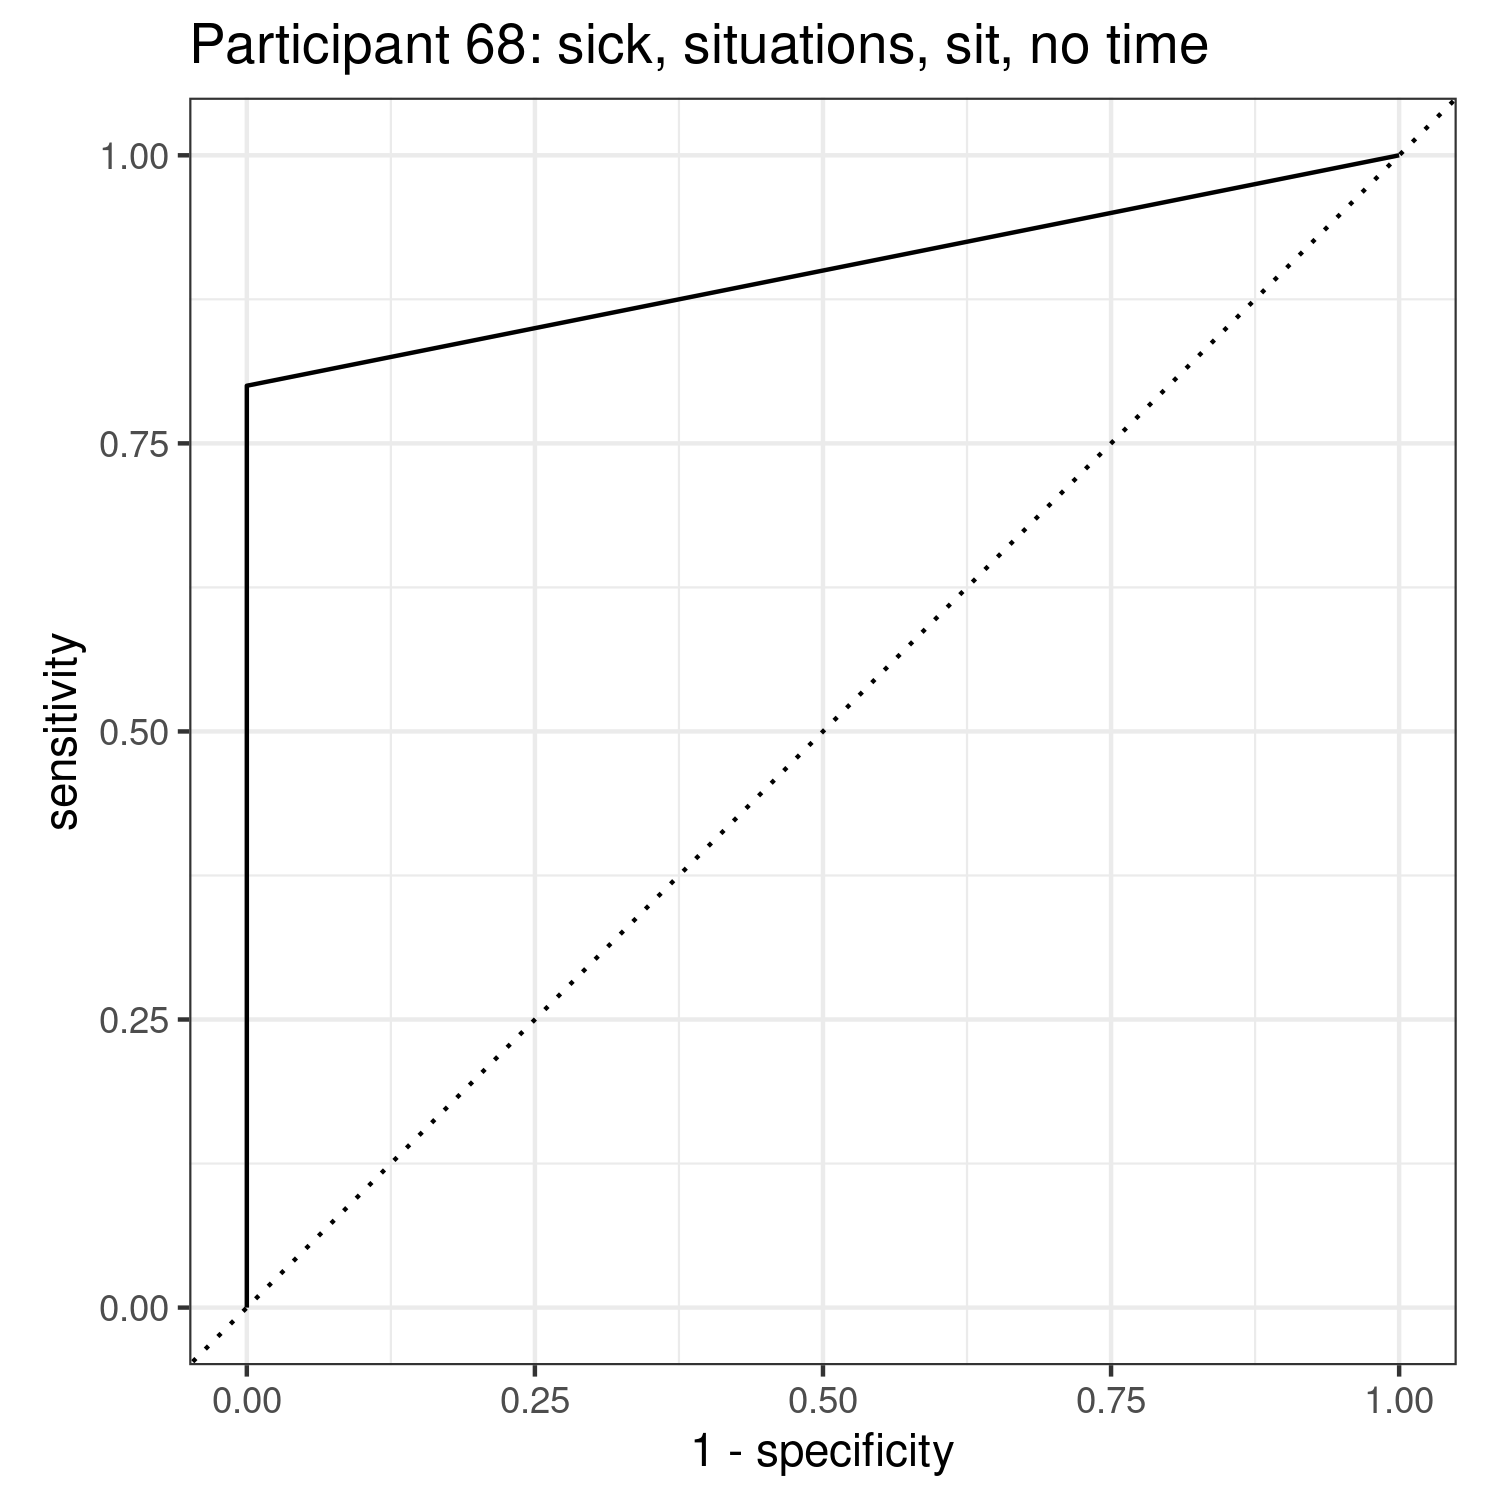 Participant 68: sick, situations, sit, no time
1.00
0.75
0.50
0.25
0.00
sensitivity
0.00 0.25 0.50 0.75 1.00
1 - specificity